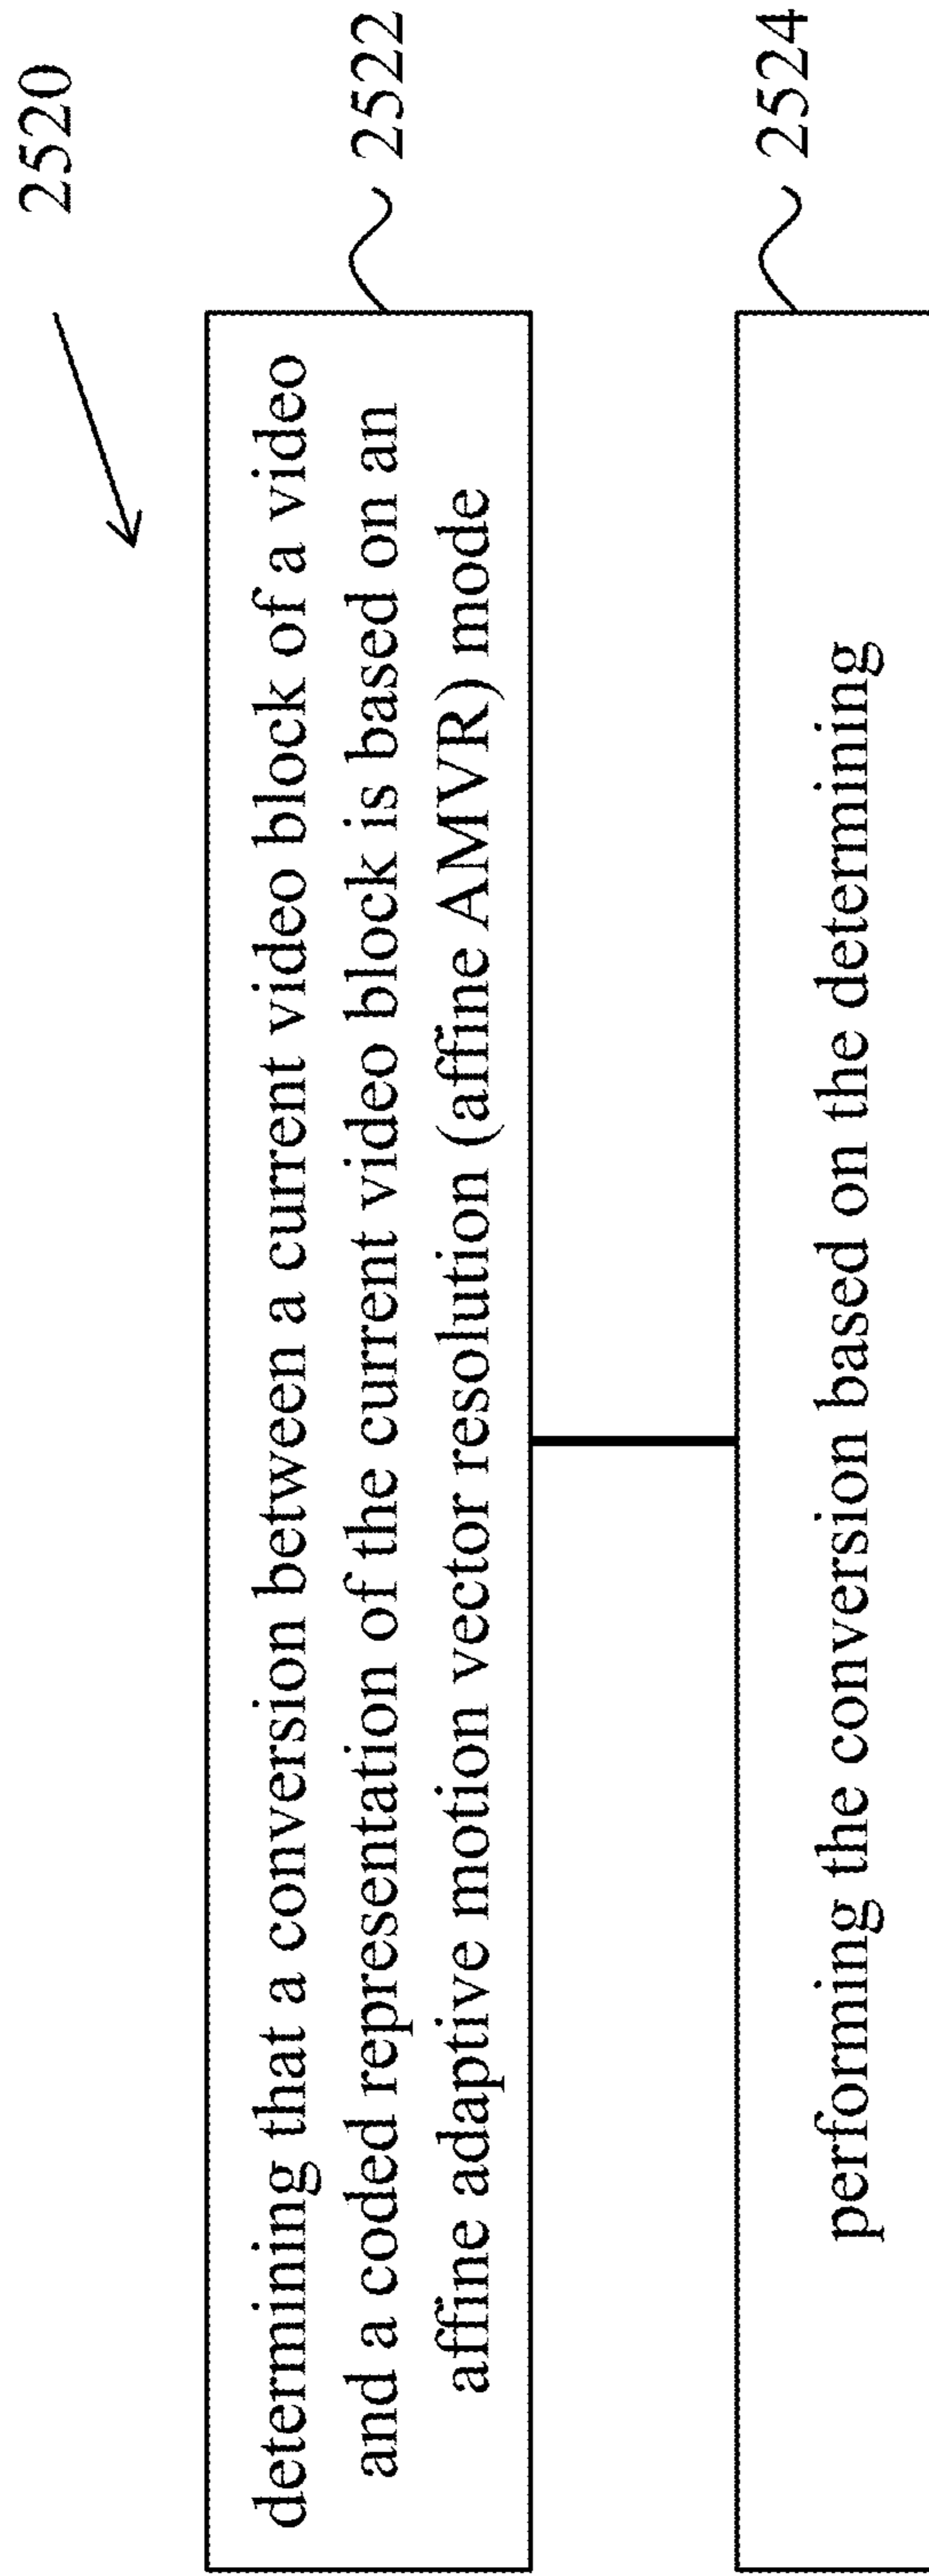 2520
determining that a conversion between a current video block of a video
and a coded representation of the current video block is based on an
affine adaptive motion vector resolution (affine AMVR) mode
2522
performing the conversion based on the determining
2524